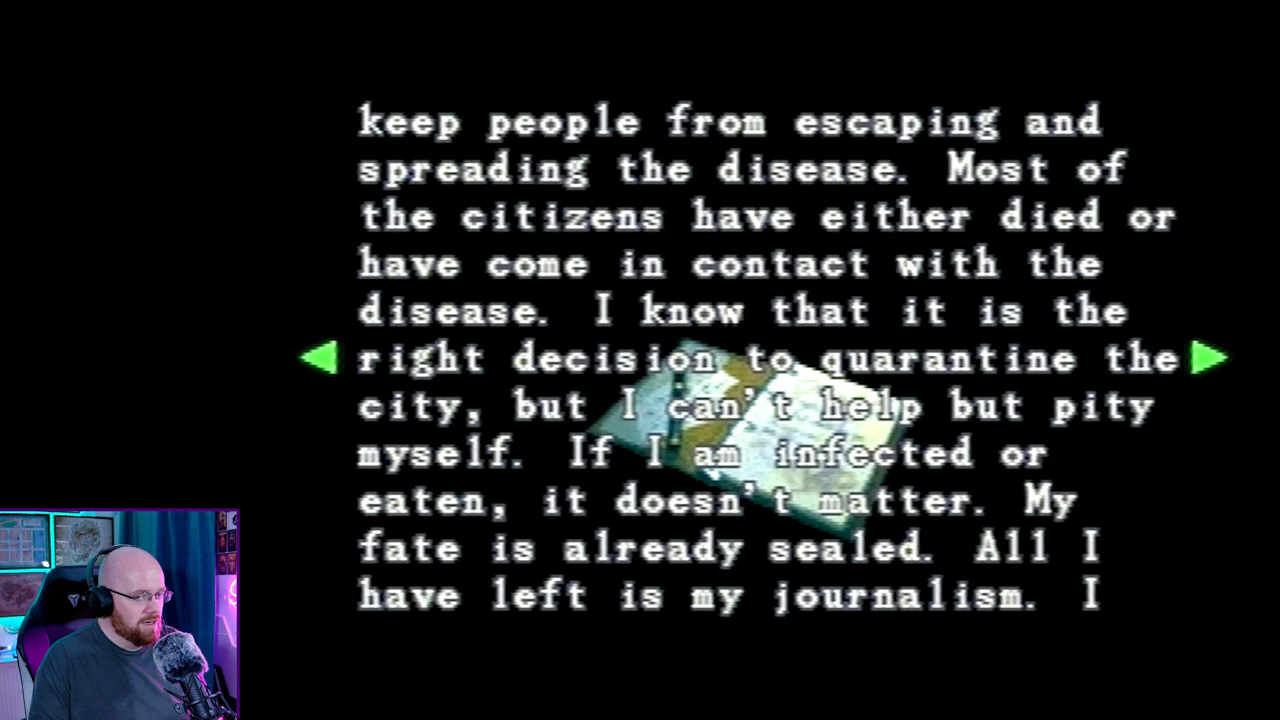 keep people from escaping and
spreading the disease. Most of
the citizens have either died or
have come in contact with the
disease. I know that it is the
right decision to quarantine the
city, but I can't help but pity
myself. If I am infected or
eaten, it doesn't matter. My
fate is already sealed. All I
have left is my journalism. I